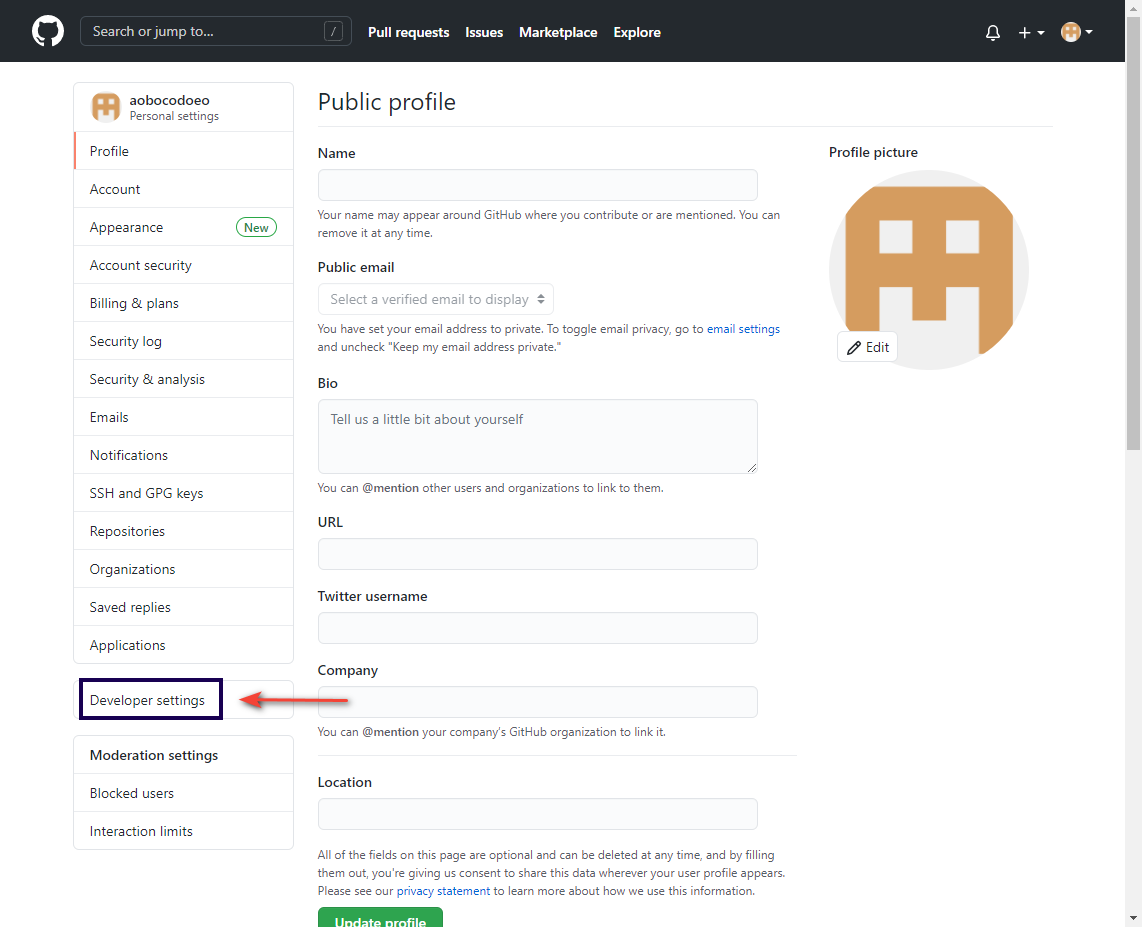 Search or jump to... /
Pull requests
Issues
Marketplace
Explore
aobocodoeo
Personal settings
Profile
Account
Appearance New
Account security
Billing & plans
Security log
Security & analysis
Emails
Notifications
SSH and GPG keys
Repositories
Organizations
Saved replies
Applications
Developer settings
Moderation settings
Blocked users
Interaction limits
Public profile
Name
Your name may appear around GitHub where you contribute or are mentioned. You can
remove it at any time.
Public email
Select a verified email to display
You have set your email address to private. To toggle email privacy, go to email settings
and uncheck "Keep my email address private."
Bio
Tell us a little bit about yourself
You can @mention other users and organizations to link to them.
URL
Twitter username
Company
You can @mention your company's GitHub organization to link it.
Location
All of the fields on this page are optional and can be deleted at any time, and by filling
them out, you're giving us consent to share this data wherever your user profile appears.
Please see our privacy statement to learn more about how we use this information.
Update profile
Profile picture
Edit